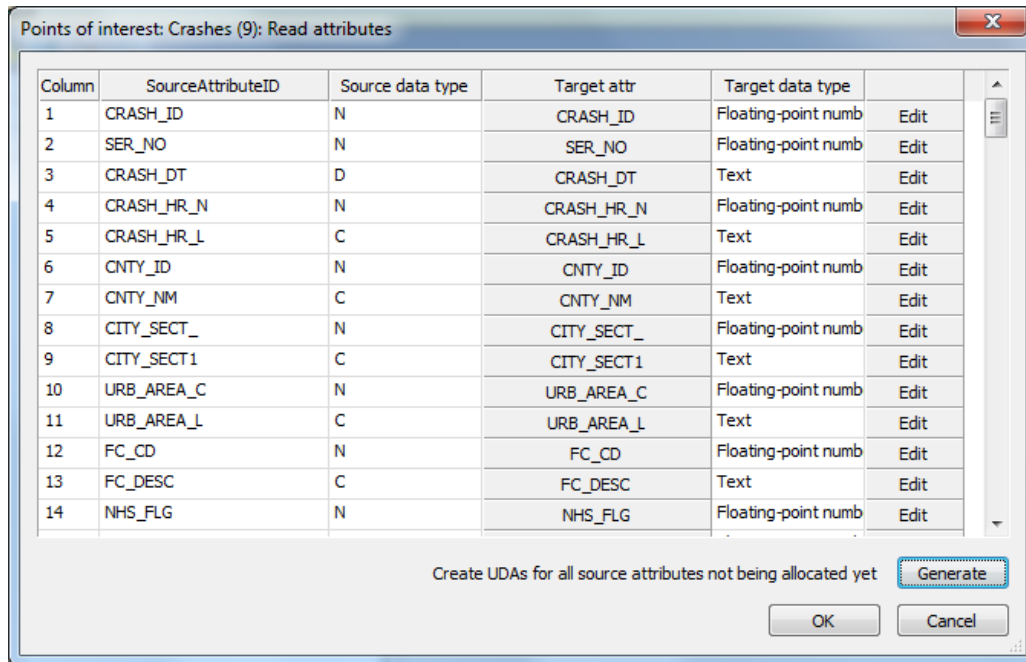 Points of interest: Crashes (9): Read attributes
Column SourceAttributeID Source data type Target attr Target data type
1 CRASH_ID N CRASH_ID Floating-point numb Edit
2 SER_NO N SER_NO Floating-point numb Edit
3 CRASH_DT D CRASH_DT Text Edit
4 CRASH_HR_N N CRASH_HR_N Floating-point numb Edit
5 CRASH_HR_L C CRASH_HR_L Text Edit
6 CNTY_ID N CNTY_ID Floating-point numb Edit
7 CNTY_NM C CNTY_NM Text Edit
8 CITY_SECT_ N CITY_SECT_ Floating-point numb Edit
9 CITY_SECT1 C CITY_SECT1 Text Edit
10 URB_AREA_C N URB_AREA_C Floating-point numb Edit
11 URB_AREA_L C URB_AREA_L Text Edit
12 FC_CD N FC_CD Floating-point numb Edit
13 FC_DESC C FC_DESC Text Edit
14 NHS_FLG N NHS_FLG Floating-point numb Edit
Create UDAs for all source attributes not being allocated yet Generate
OK Cancel